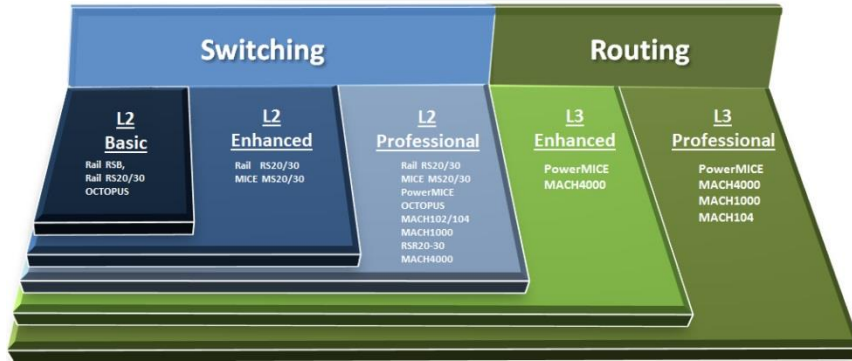 Switching
Routing
L2
Basic
Rail RSB,
Rail RS20/30
OCTOPUS
L2
Enhanced
Rail RS20/30
MICE MS20/30
L2
Professional
Rail RS20/30
MICE MS20/30
PowerMICE
OCTOPUS
MACH102/104
MACH1000
RSR20-30
MACH4000
L3
Enhanced
PowerMICE
MACH4000
L3
Professional
PowerMICE
MACH4000
MACH1000
MACH104